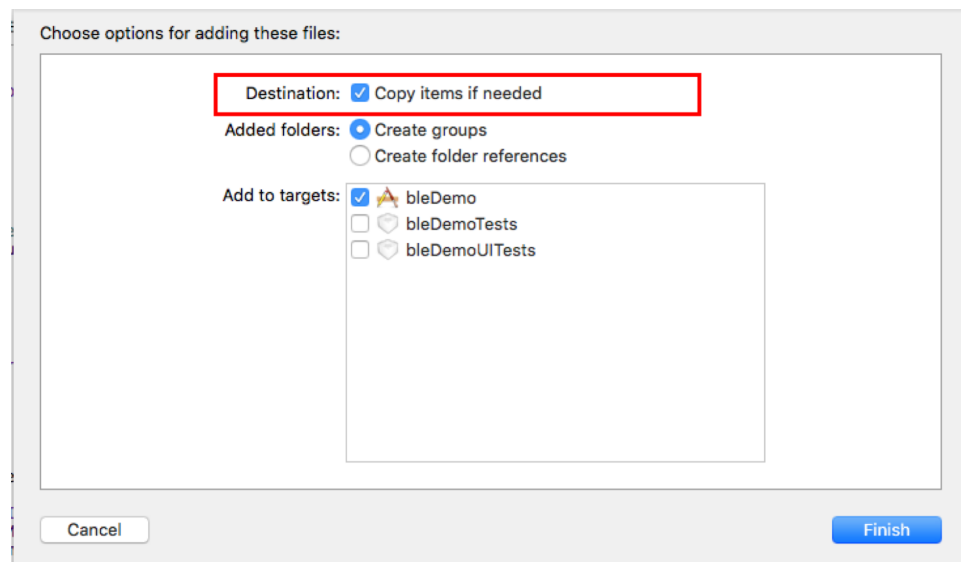 Choose options for adding these files:
Destination: Copy items if needed
Added folders: Create groups
Create folder references
Add to targets: bleDemo
bleDemoTests
bleDemoUITests
Cancel Finish